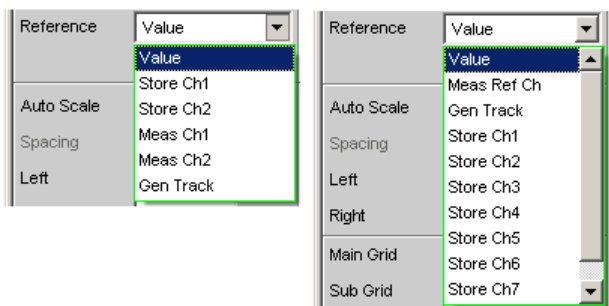 Reference Value
Value
Store Ch1
Auto Scale Store Ch2
Spacing Meas Ch1
Meas Ch2
Left Gen Track
Reference Value
Value
Meas Ref Ch
Auto Scale Gen Track
Spacing Store Ch1
Store Ch2
Left Store Ch3
Right Store Ch4
Store Ch5
Main Grid Store Ch6
Sub Grid Store Ch7